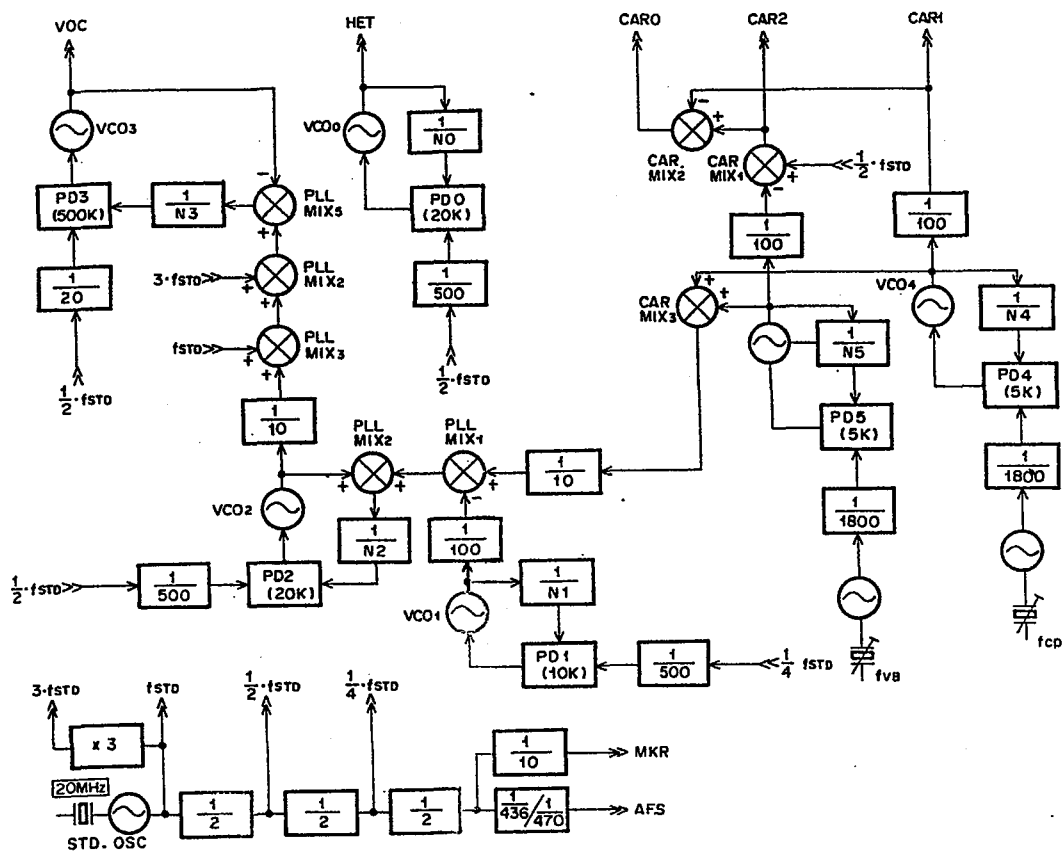 VOC
HET
CAR0
CAR2
CAR1
VCO3
VCO0
1/N0
PD3 (500K)
1/N3
PLL MIX5
PD0 (20K)
CAR. MIX2
CAR MIX1
1/2·fSTD
1/100
1/100
1/20
3·fSTD
PLL MIX2
1/500
CAR MIX3
VCO4
1/N4
fSTD
PLL MIX3
1/N5
1/2·fSTD
1/2·fSTD
PD4 (5K)
PD5 (5K)
1/10
PLL MIX2
PLL MIX1
1/10
1/1800
1/1800
VCO2
1/N2
1/100
1/2·fSTD
1/500
PD2 (20K)
VCO1
1/N1
PD1 (10K)
1/500
1/4 fSTD
fVB
fCP
3·fSTD
fSTD
1/2·fSTD
1/4·fSTD
x 3
1/10
MKR
20MHz
STD. OSC
1/2
1/2
1/2
1/436 / 1/470
AFS